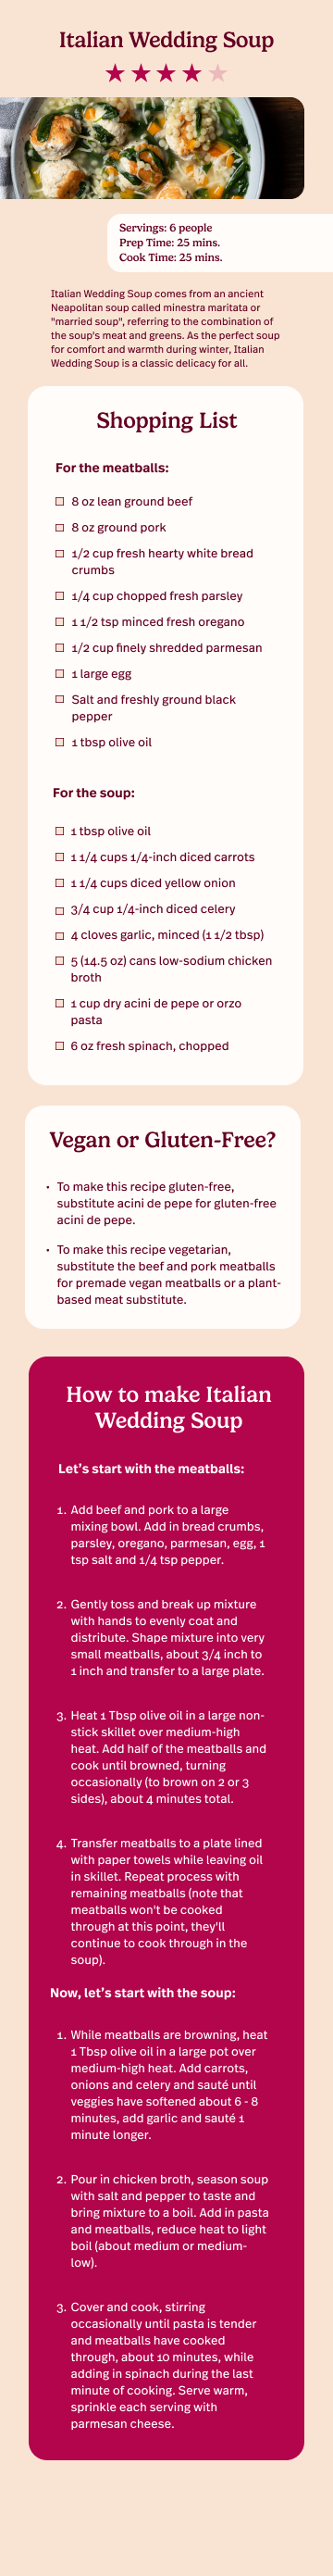 Italian Wedding Soup
Servings: 6 people
Prep Time: 25 mins.
Cook Time: 25 mins.
Italian Wedding Soup comes from an ancient
Neapolitan soup called minestra maritata or
"married soup", referring to the combination of
the soup's meat and greens. As the perfect soup
for comfort and warmth during winter, Italian
Wedding Soup is a classic delicacy for all.
Shopping List
For the meatballs:
8 oz lean ground beef
8 oz ground pork
1/2 cup fresh hearty white bread
crumbs
1/4 cup chopped fresh parsley
1 1/2 tsp minced fresh oregano
1/2 cup finely shredded parmesan
1 large egg
Salt and freshly ground black
pepper
1 tbsp olive oil
For the soup:
1 tbsp olive oil
1 1/4 cups 1/4-inch diced carrots
1 1/4 cups diced yellow onion
3/4 cup 1/4-inch diced celery
4 cloves garlic, minced (1 1/2 tbsp)
5 (14.5 oz) cans low-sodium chicken
broth
1 cup dry acini de pepe or orzo
pasta
6 oz fresh spinach, chopped
Vegan or Gluten-Free?
• To make this recipe gluten-free,
substitute acini de pepe for gluten-free
acini de pepe.
• To make this recipe vegetarian,
substitute the beef and pork meatballs
for premade vegan meatballs or a plant-
based meat substitute.
How to make Italian
Wedding Soup
Let's start with the meatballs:
1. Add beef and pork to a large
mixing bowl. Add in bread crumbs,
parsley, oregano, parmesan, egg, 1
tsp salt and 1/4 tsp pepper.
2. Gently toss and break up mixture
with hands to evenly coat and
distribute. Shape mixture into very
small meatballs, about 3/4 inch to
1 inch and transfer to a large plate.
3. Heat 1 Tbsp olive oil in a large non-
stick skillet over medium-high
heat. Add half of the meatballs and
cook until browned, turning
occasionally (to brown on 2 or 3
sides), about 4 minutes total.
4. Transfer meatballs to a plate lined
with paper towels while leaving oil
in skillet. Repeat process with
remaining meatballs (note that
meatballs won't be cooked
through at this point, they'll
continue to cook through in the
soup).
Now, let's start with the soup:
1. While meatballs are browning, heat
1 Tbsp olive oil in a large pot over
medium-high heat. Add carrots,
onions and celery and sauté until
veggies have softened about 6 - 8
minutes, add garlic and sauté 1
minute longer.
2. Pour in chicken broth, season soup
with salt and pepper to taste and
bring mixture to a boil. Add in pasta
and meatballs, reduce heat to light
boil (about medium or medium-
low).
3. Cover and cook, stirring
occasionally until pasta is tender
and meatballs have cooked
through, about 10 minutes, while
adding in spinach during the last
minute of cooking. Serve warm,
sprinkle each serving with
parmesan cheese.